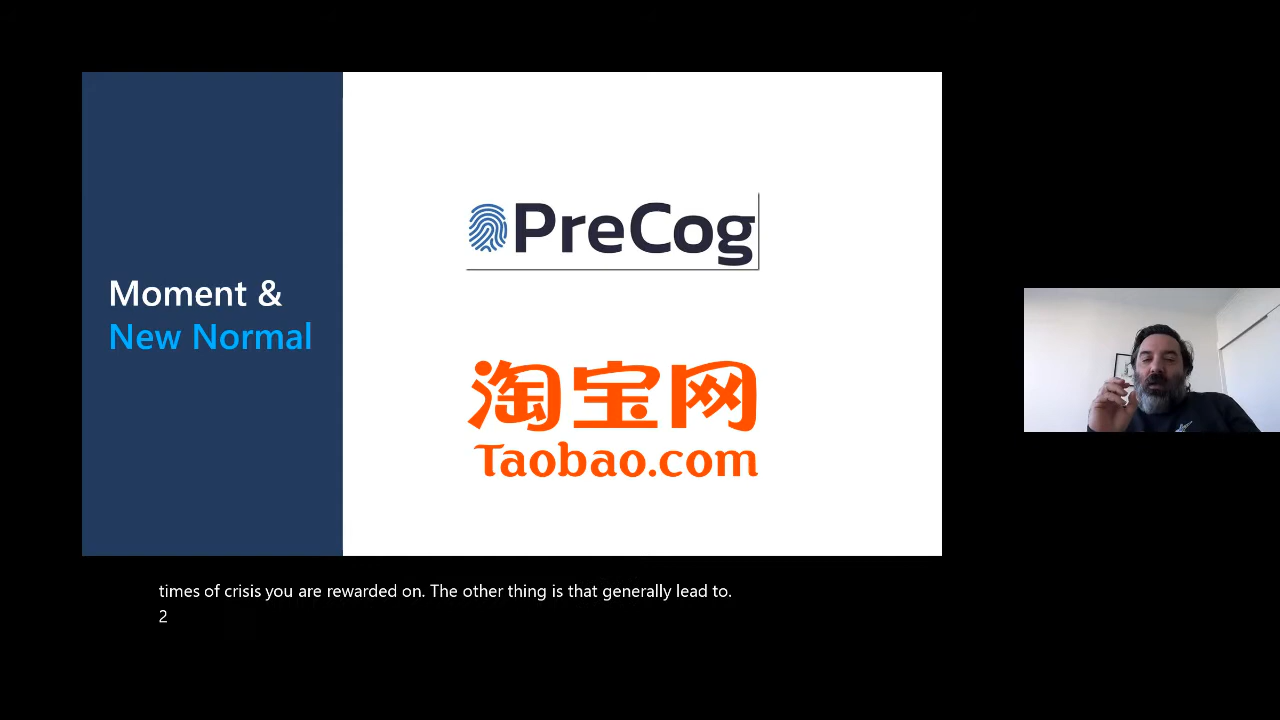 Moment &
New Normal
PreCog
淘宝网
Taobao.com
times of crisis you are rewarded on. The other thing is that generally lead to.
2